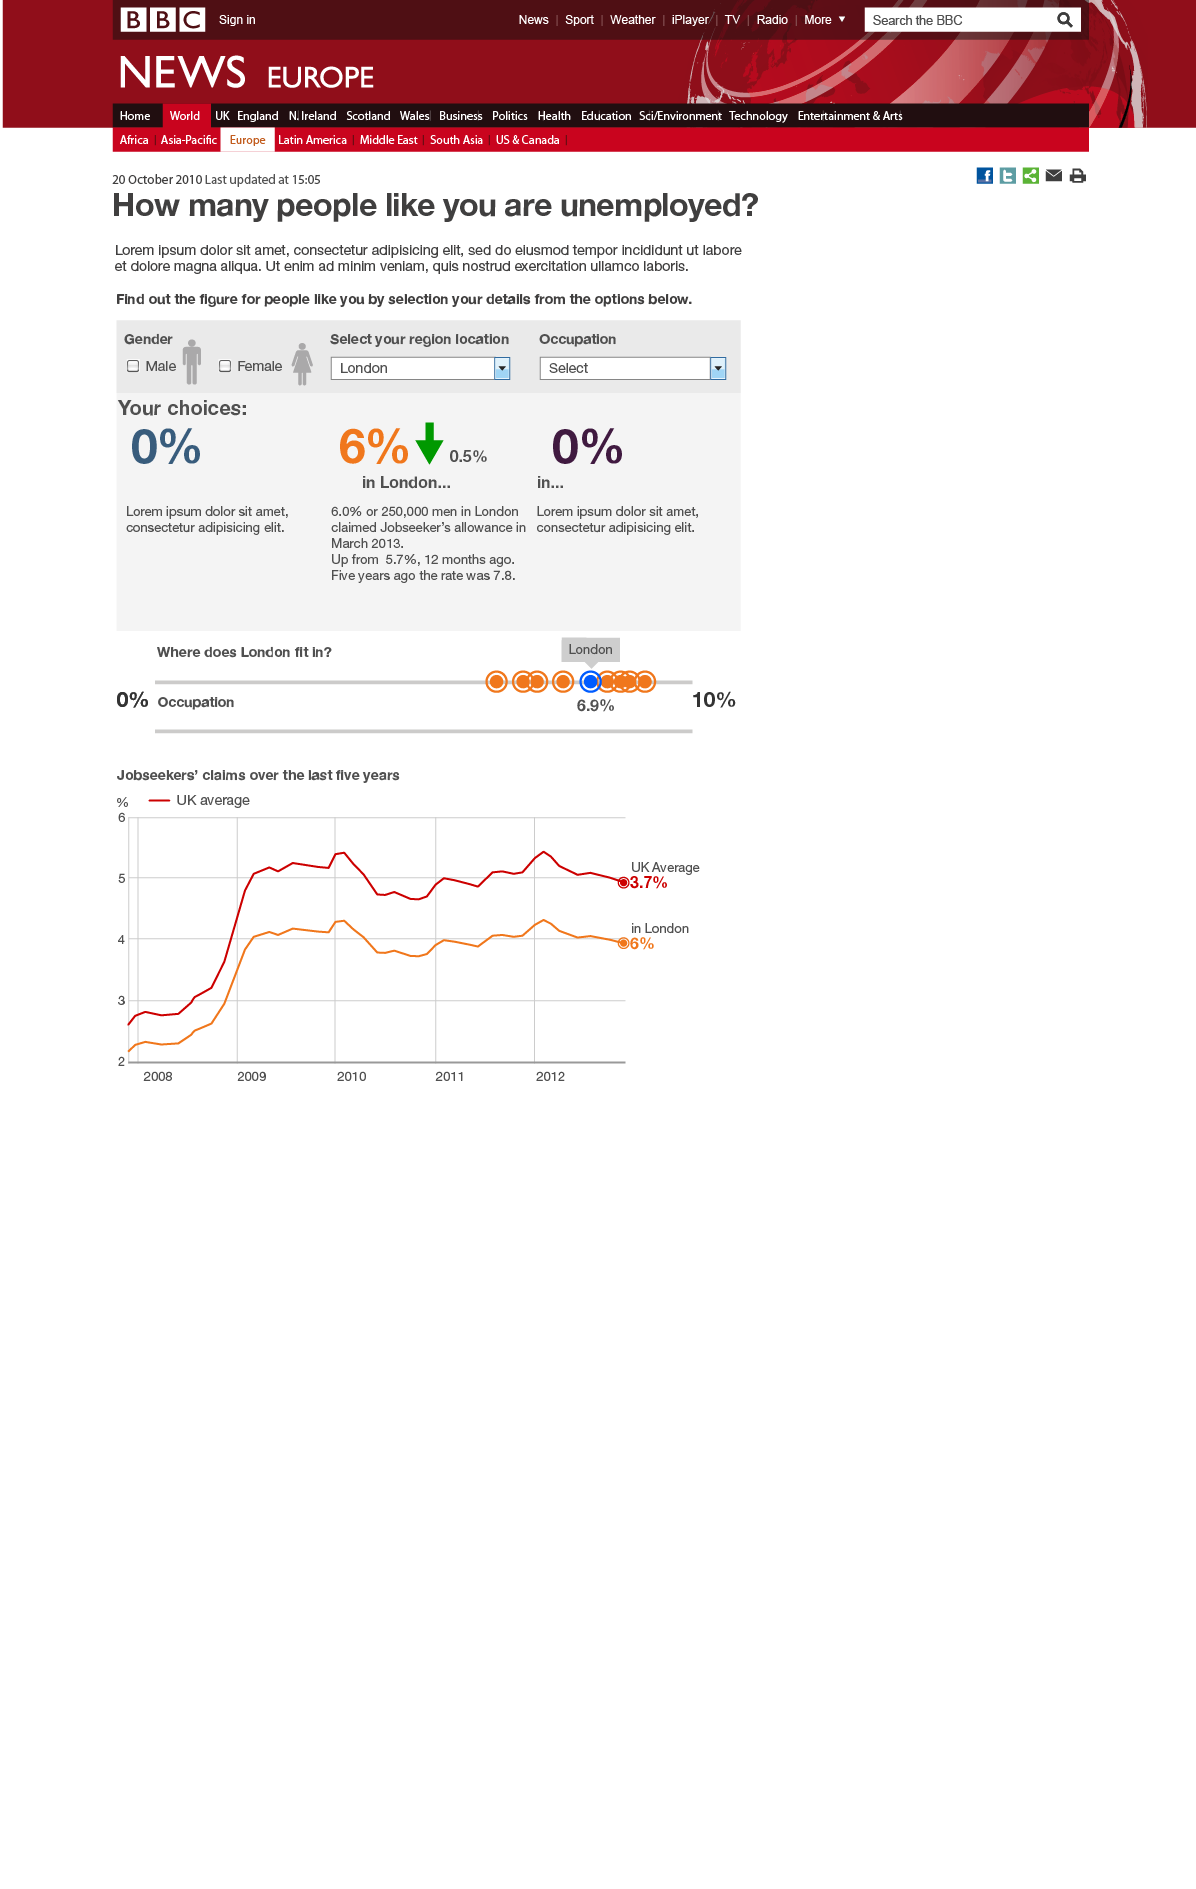 BBC Sign in News Sport Weather iPlayer TV Radio More Search the BBC
NEWS EUROPE
Home World UK England N. Ireland Scotland Wales Business Politics Health Education Sci/Environment Technology Entertainment & Arts
Africa Asia-Pacific Europe Latin America Middle East South Asia US & Canada
20 October 2010 Last updated at 15:05
How many people like you are unemployed?
Lorem ipsum dolor sit amet, consectetur adipisicing elit, sed do eiusmod tempor incididunt ut labore
et dolore magna aliqua. Ut enim ad minim veniam, quis nostrud exercitation ullamco laboris.
Find out the figure for people like you by selection your details from the options below.
Gender
Male Female
Select your region location
London
Occupation
Select
Your choices:
0%
Lorem ipsum dolor sit amet,
consectetur adipisicing elit.
6% 0.5%
in London...
6.0% or 250,000 men in London
claimed Jobseeker's allowance in
March 2013.
Up from 5.7%, 12 months ago.
Five years ago the rate was 7.8.
0%
in...
Lorem ipsum dolor sit amet,
consectetur adipisicing elit.
Where does London fit in?
London
0% Occupation 6.9% 10%
Jobseekers' claims over the last five years
% UK average
6
5
4
3
2
UK Average
3.7%
in London
6%
2008 2009 2010 2011 2012